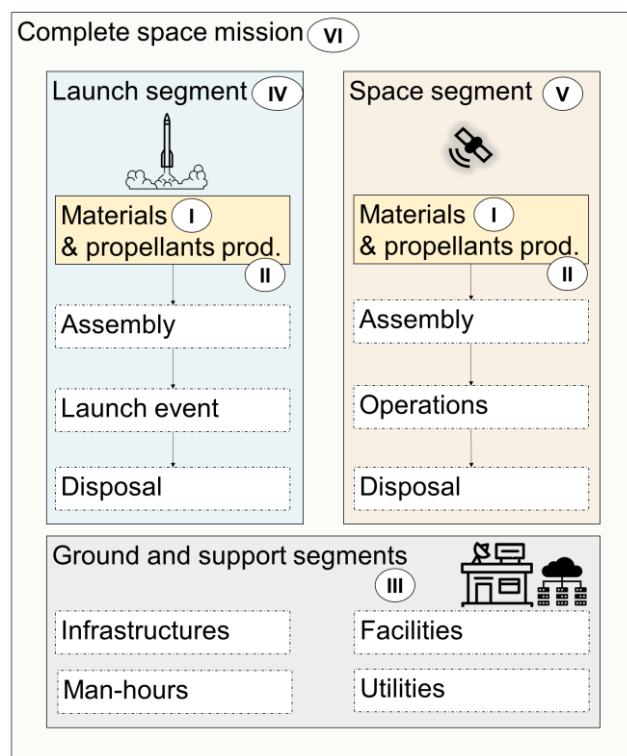 Complete space mission VI
Launch segment IV
Materials I
& propellants prod.
II
Assembly
Launch event
Disposal
Space segment V
Materials I
& propellants prod.
II
Assembly
Operations
Disposal
Ground and support segments
III
Infrastructures
Facilities
Man-hours
Utilities